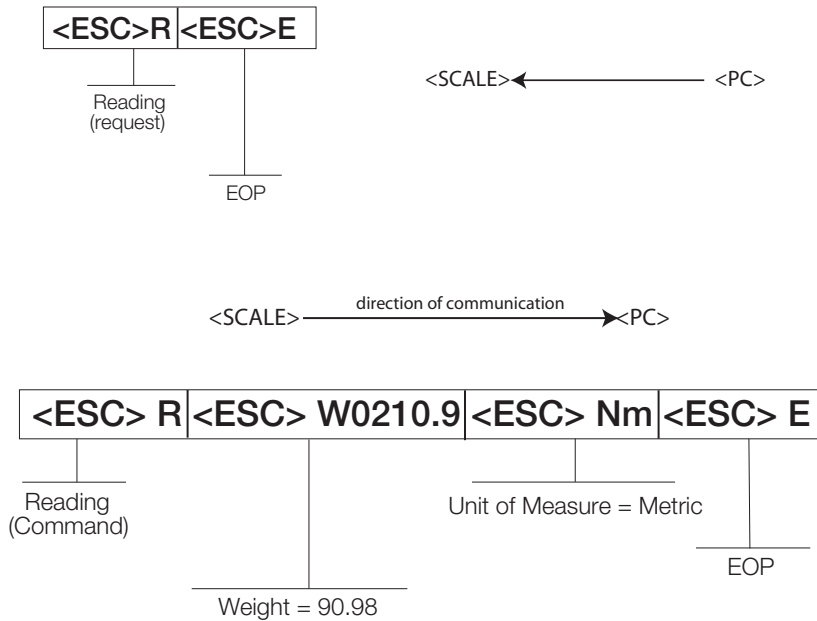 <ESC>R <ESC>E
Reading
(request)
EOP
<SCALE> <PC>
direction of communication
<SCALE> <PC>
<ESC> R <ESC> W0210.9 <ESC> Nm <ESC> E
Reading
(Command)
Unit of Measure = Metric
EOP
Weight = 90.98